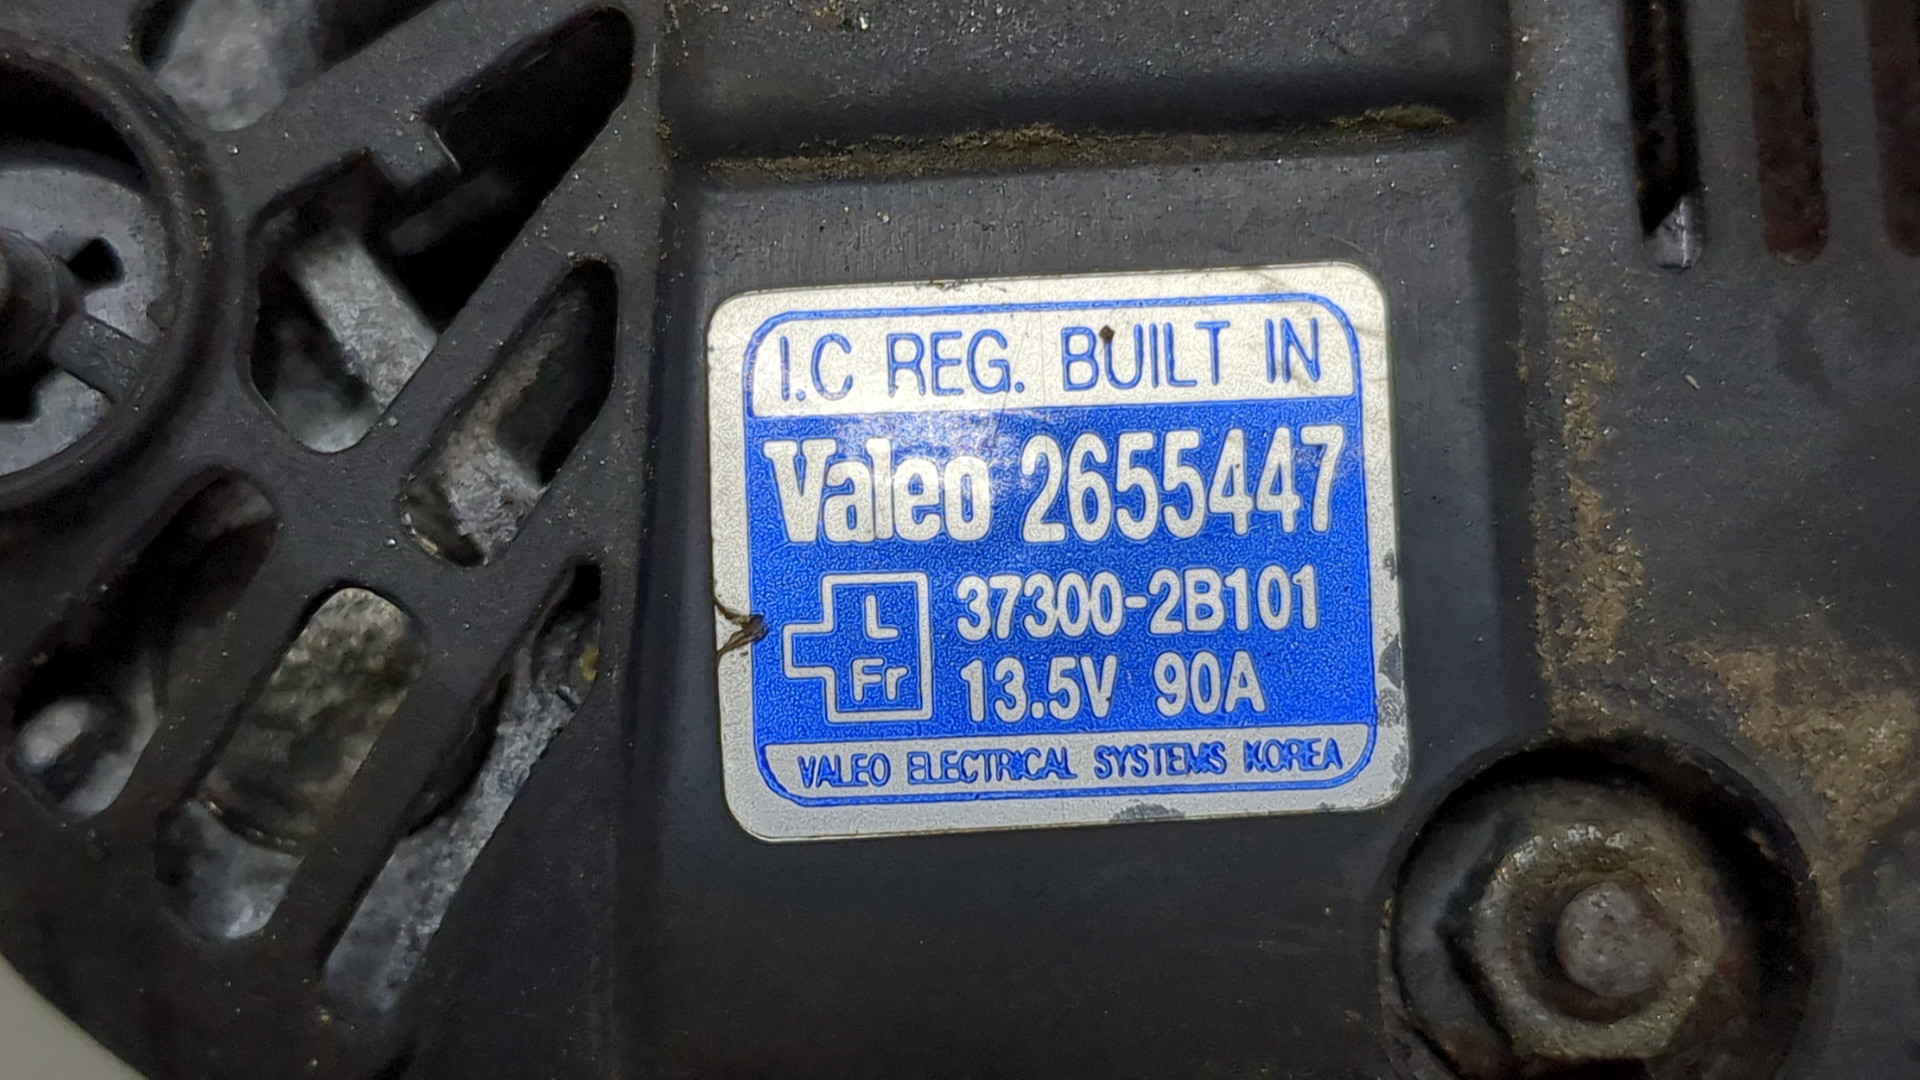 I.C REG. BUILT IN
Valeo 2655447
L
Fr
37300-2B101
13.5V 90A
VALEO ELECTRICAL SYSTEMS KOREA